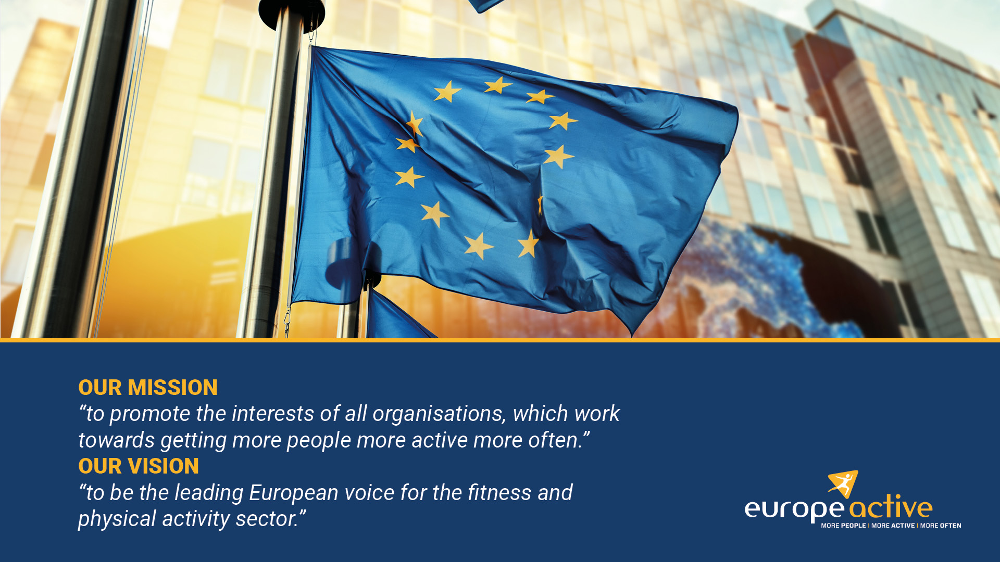 OUR MISSION
“to promote the interests of all organisations, which work
towards getting more people more active more often.”
OUR VISION
“to be the leading European voice for the fitness and
physical activity sector.”
europe active
MORE PEOPLE | MORE ACTIVE | MORE OFTEN